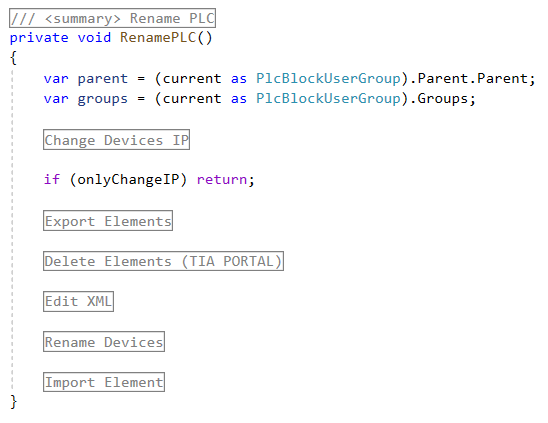 /// <summary> Rename PLC
private void RenamePLC()
{
var parent = (current as PlcBlockUserGroup).Parent.Parent;
var groups = (current as PlcBlockUserGroup).Groups;
Change Devices IP
if (onlyChangeIP) return;
Export Elements
Delete Elements (TIA PORTAL)
Edit XML
Rename Devices
Import Element
}